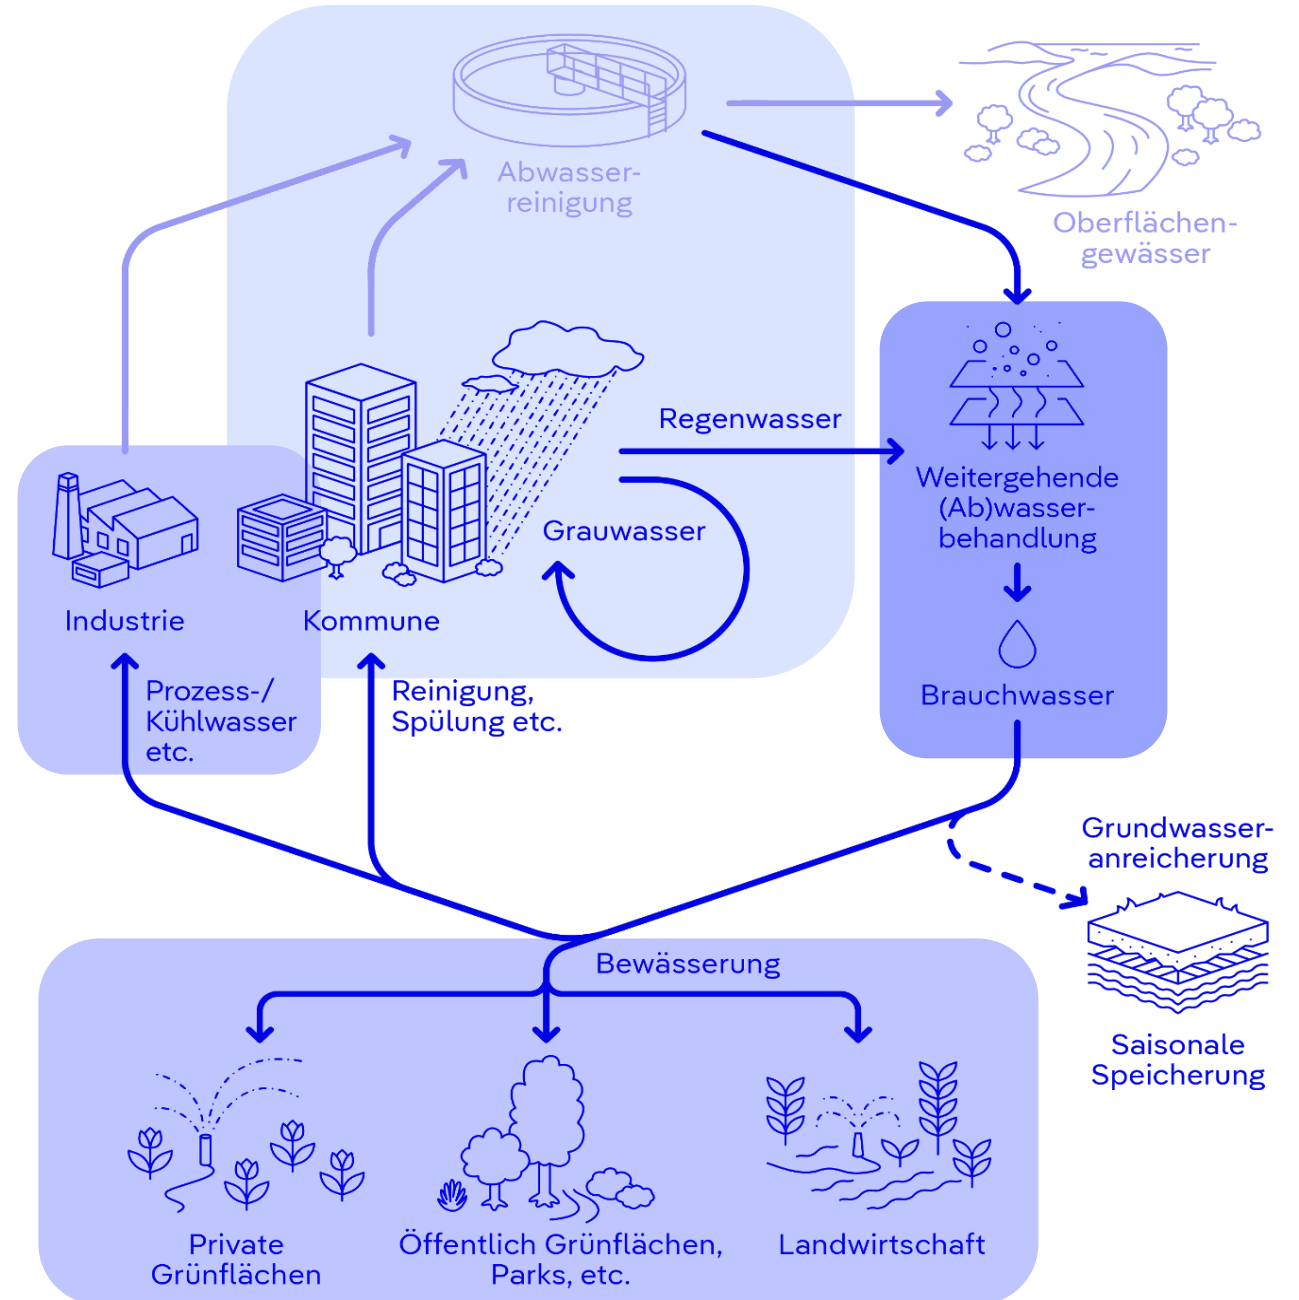 Abwasser-
reinigung
Oberflächen-
gewässer
Regenwasser
Grauwasser
Weitergehende
(Ab)wasser-
behandlung
Brauchwasser
Industrie
Kommune
Prozess-/
Kühlwasser
etc.
Reinigung,
Spülung etc.
Grundwasser-
anreicherung
Saisonale
Speicherung
Bewässerung
Private
Grünflächen
Öffentlich Grünflächen,
Parks, etc.
Landwirtschaft